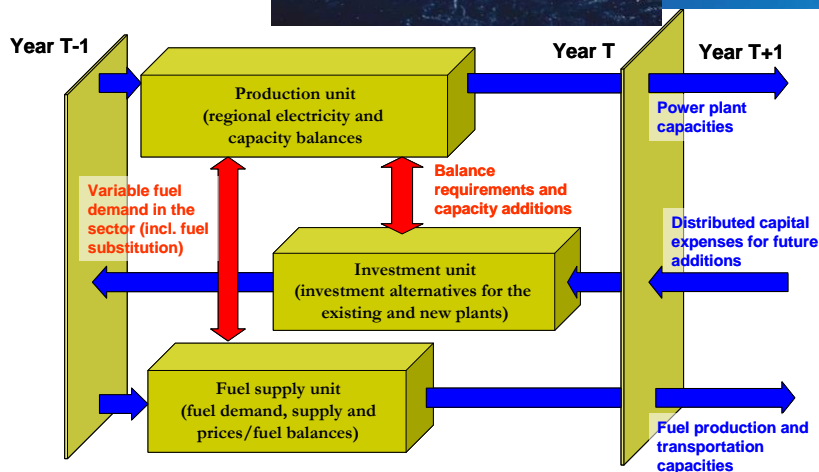 Year T-1
Year T
Year T+1
Production unit
(regional electricity and
capacity balances
Power plant
capacities
Variable fuel
demand in the
sector (incl. fuel
substitution)
Balance
requirements and
capacity additions
Distributed capital
expenses for future
additions
Investment unit
(investment alternatives for the
existing and new plants)
Fuel supply unit
(fuel demand, supply and
prices/fuel balances)
Fuel production and
transportation
capacities